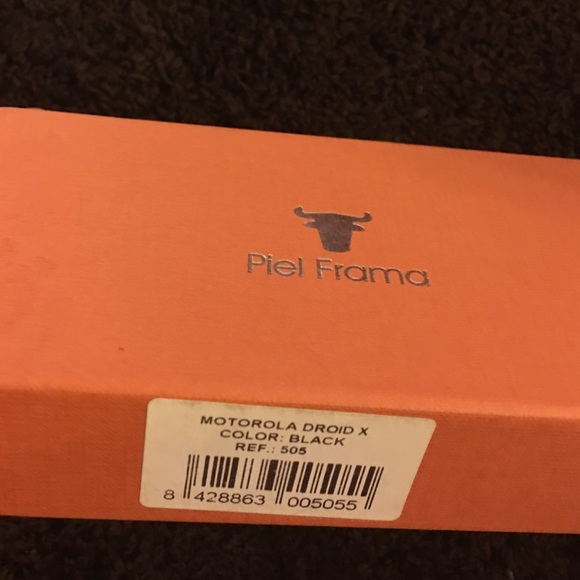 Piel Frama
MOTOROLA DROID X
COLOR: BLACK
REF.: 505
8 428863 005055